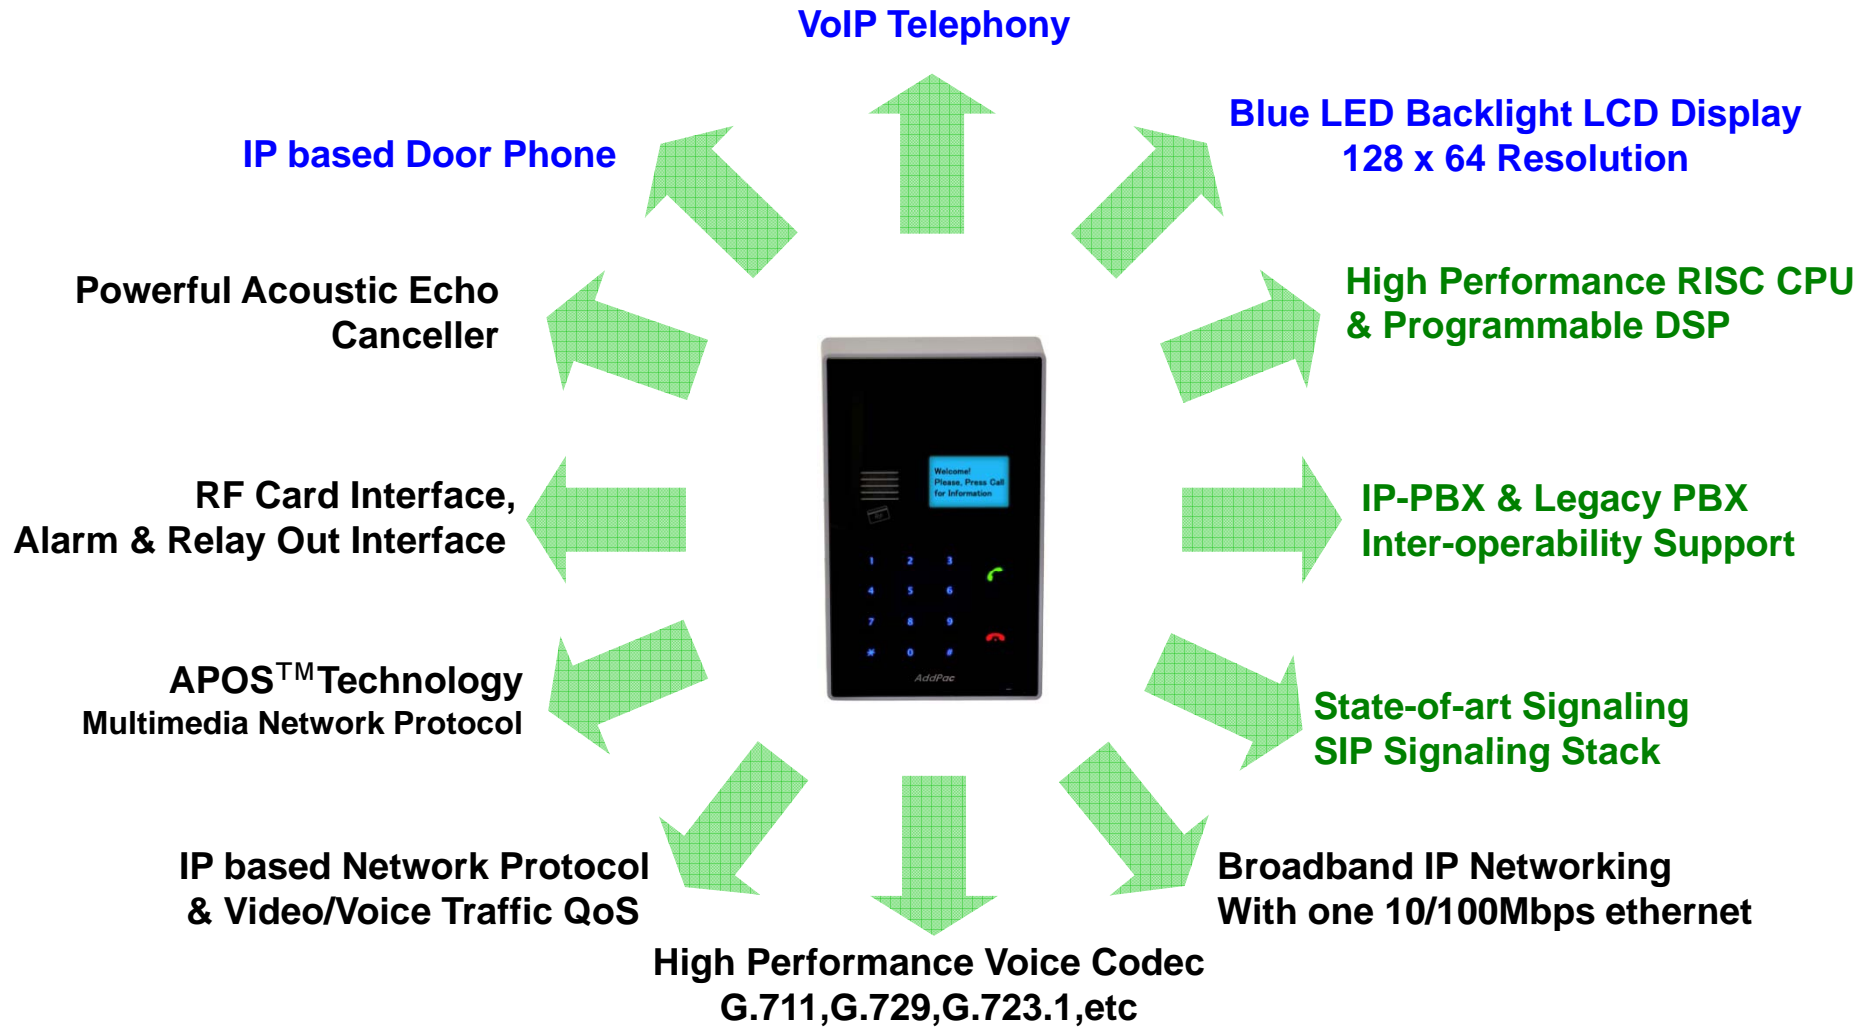 VoIP Telephony
Blue LED Backlight LCD Display
128 x 64 Resolution
IP based Door Phone
High Performance RISC CPU
& Programmable DSP
Powerful Acoustic Echo
Canceller
Welcome!
Please, Press Call
for Information
RF
RF Card Interface,
Alarm & Relay Out Interface
IP-PBX & Legacy PBX
Inter-operability Support
1 2 3
4 5 6
7 8 9
* 0 #
AddPac
APOS™Technology
Multimedia Network Protocol
State-of-art Signaling
SIP Signaling Stack
IP based Network Protocol
& Video/Voice Traffic QoS
Broadband IP Networking
With one 10/100Mbps ethernet
High Performance Voice Codec
G.711,G.729,G.723.1,etc